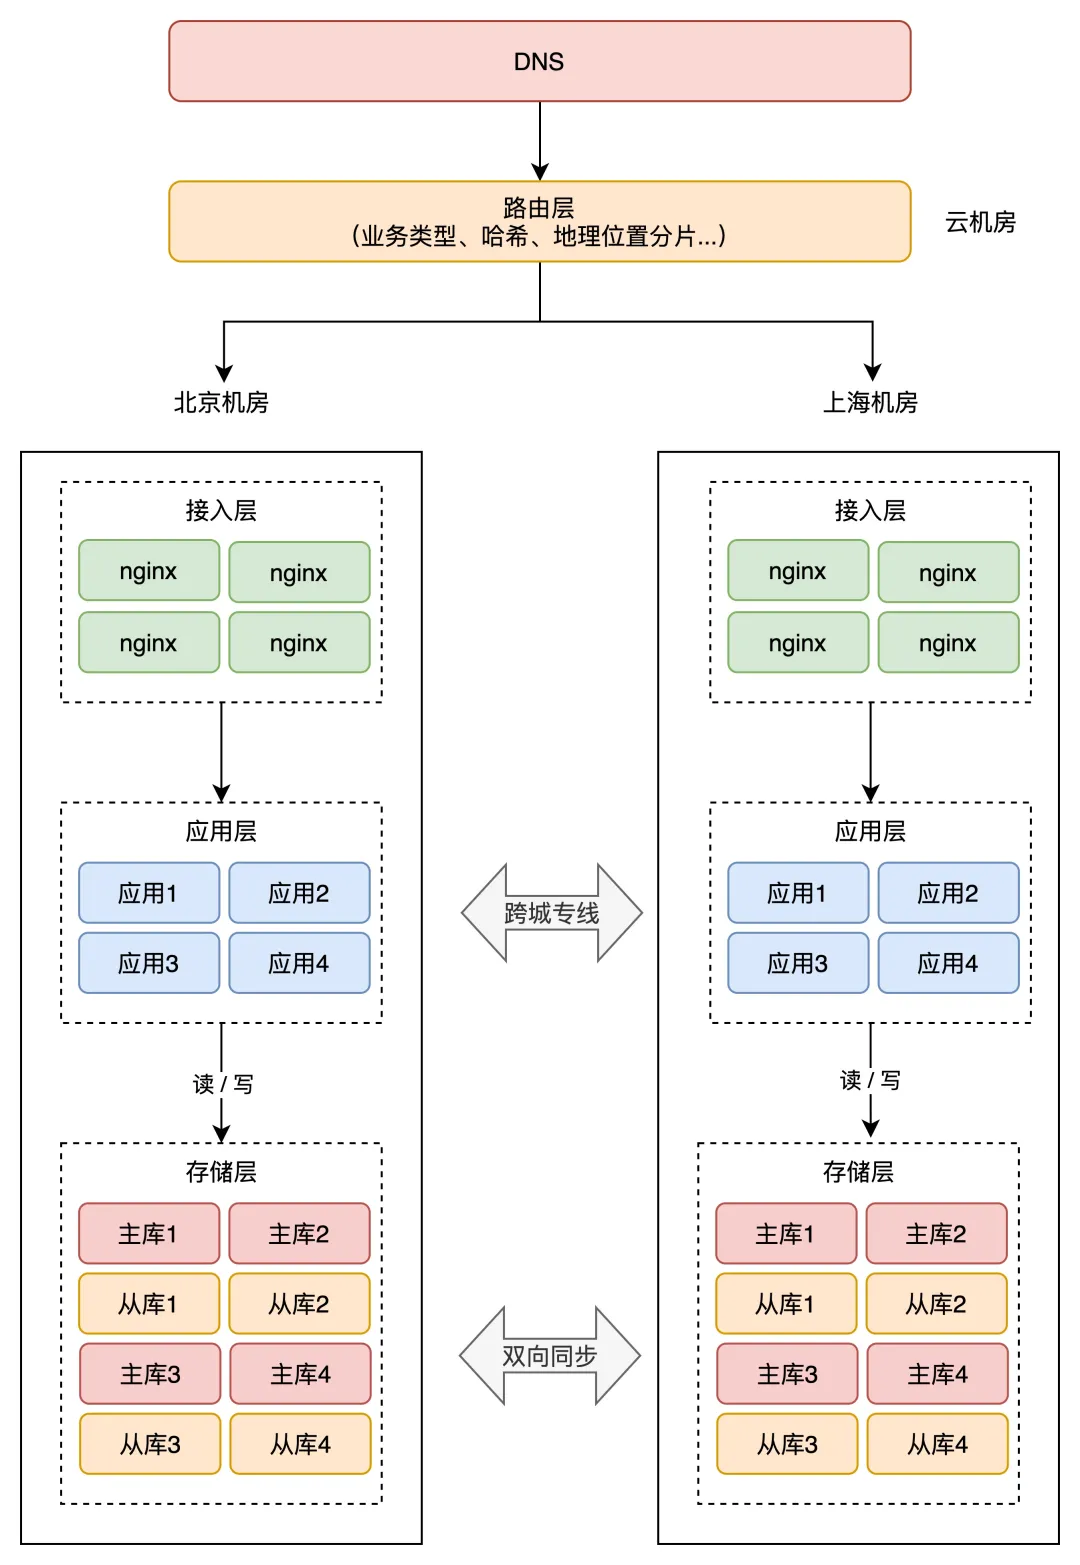 DNS
路由层
（业务类型、哈希、地理位置分片...）
云机房
北京机房
上海机房
接入层
nginx
nginx
nginx
nginx
应用层
应用1
应用2
应用3
应用4
读 / 写
存储层
主库1
主库2
从库1
从库2
主库3
主库4
从库3
从库4
跨城专线
双向同步
接入层
nginx
nginx
nginx
nginx
应用层
应用1
应用2
应用3
应用4
读 / 写
存储层
主库1
主库2
从库1
从库2
主库3
主库4
从库3
从库4